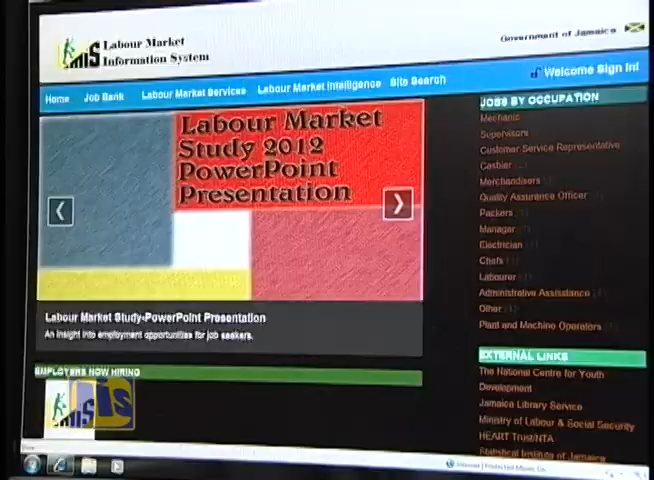 LMIS Labour Market
Information System
Government of Jamaica
Home Job Bank Labour Market Services Labour Market Intelligence Site Search
Welcome Sign In!
Labour Market
Study 2012
PowerPoint
Presentation
Labour Market Study-PowerPoint Presentation
An insight into employment opportunities for job seekers.
EMPLOYERS NOW HIRING
jis
JOBS BY OCCUPATION
Mechanic
Supervisors
Customer Service Representative
Cashier
Merchandisers
Quality Assurance Officer
Packers
Manager
Electrician
Chefs
Labourer
Administrative Assistance
Other
Plant and Machine Operators
EXTERNAL LINKS
The National Centre for Youth
Development
Jamaica Library Service
Ministry of Labour & Social Security
HEART Trust/NTA
Statistical Institute of Jamaica